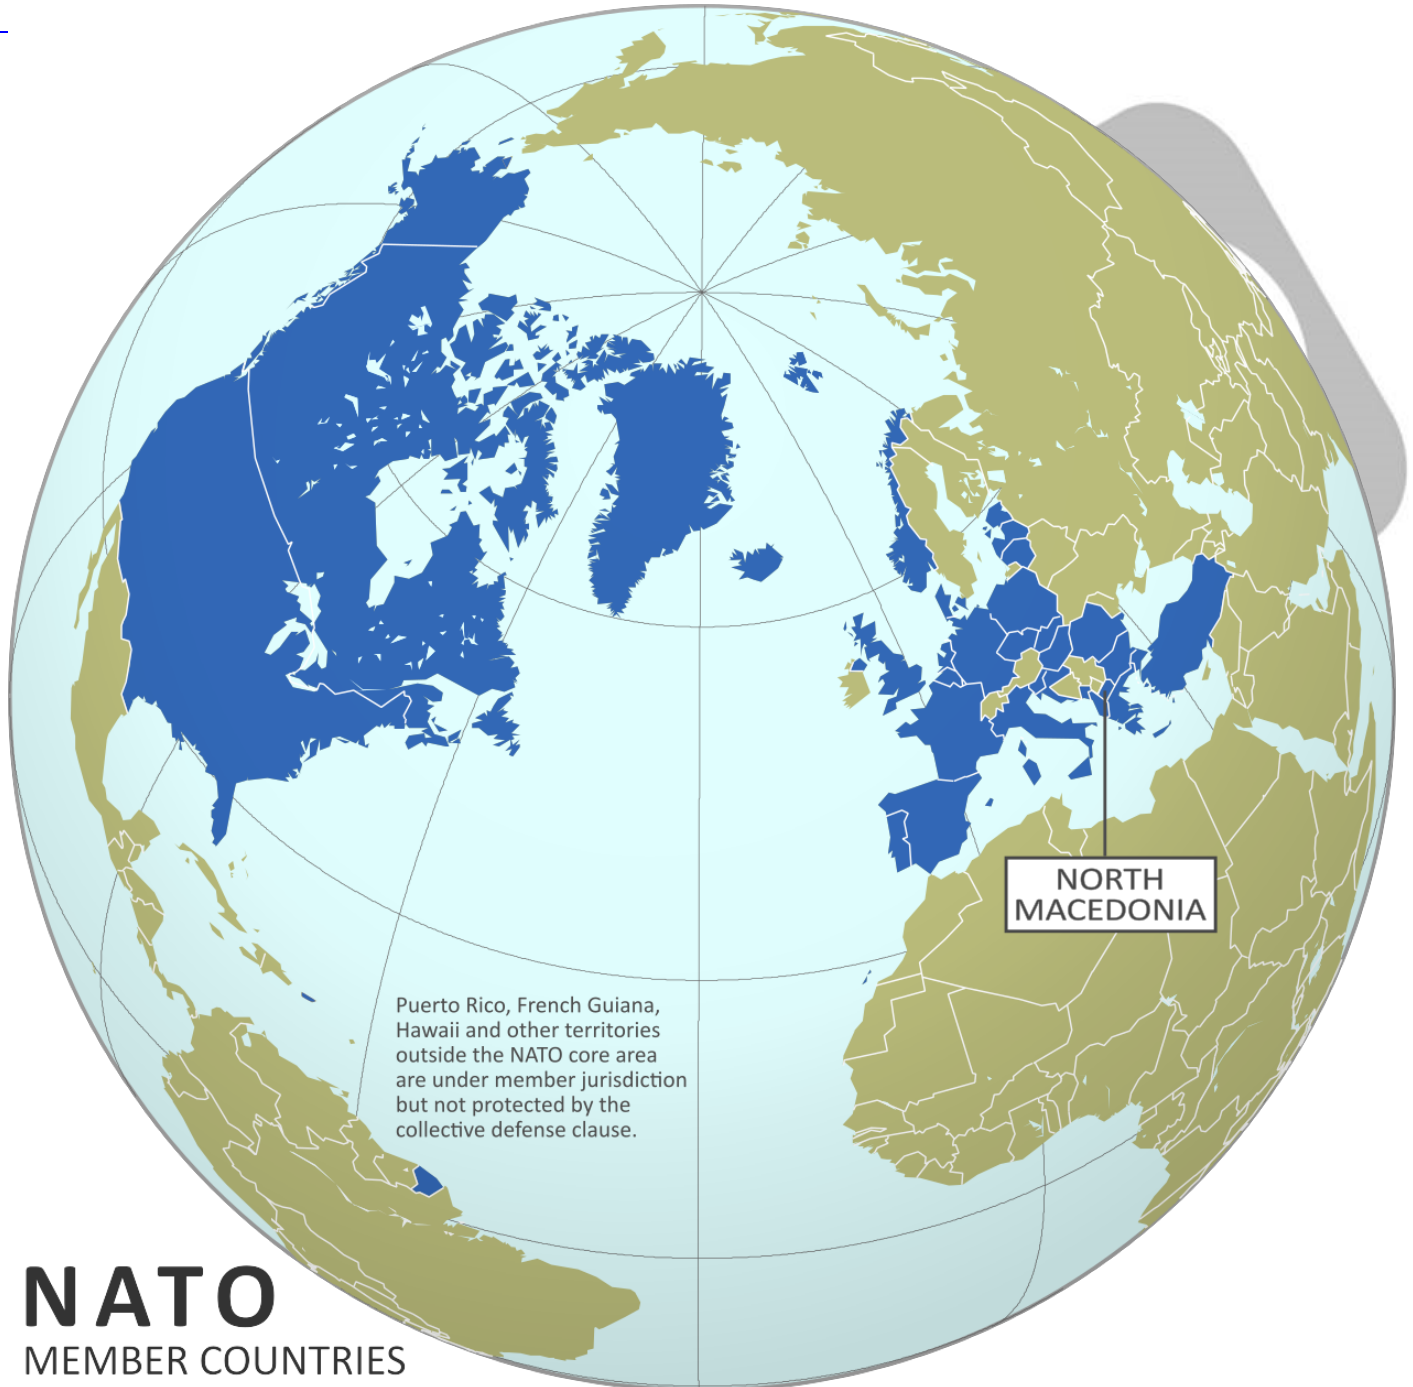 NORTH
MACEDONIA
Puerto Rico, French Guiana,
Hawaii and other territories
outside the NATO core area
are under member jurisdiction
but not protected by the
collective defense clause.
NATO
MEMBER COUNTRIES